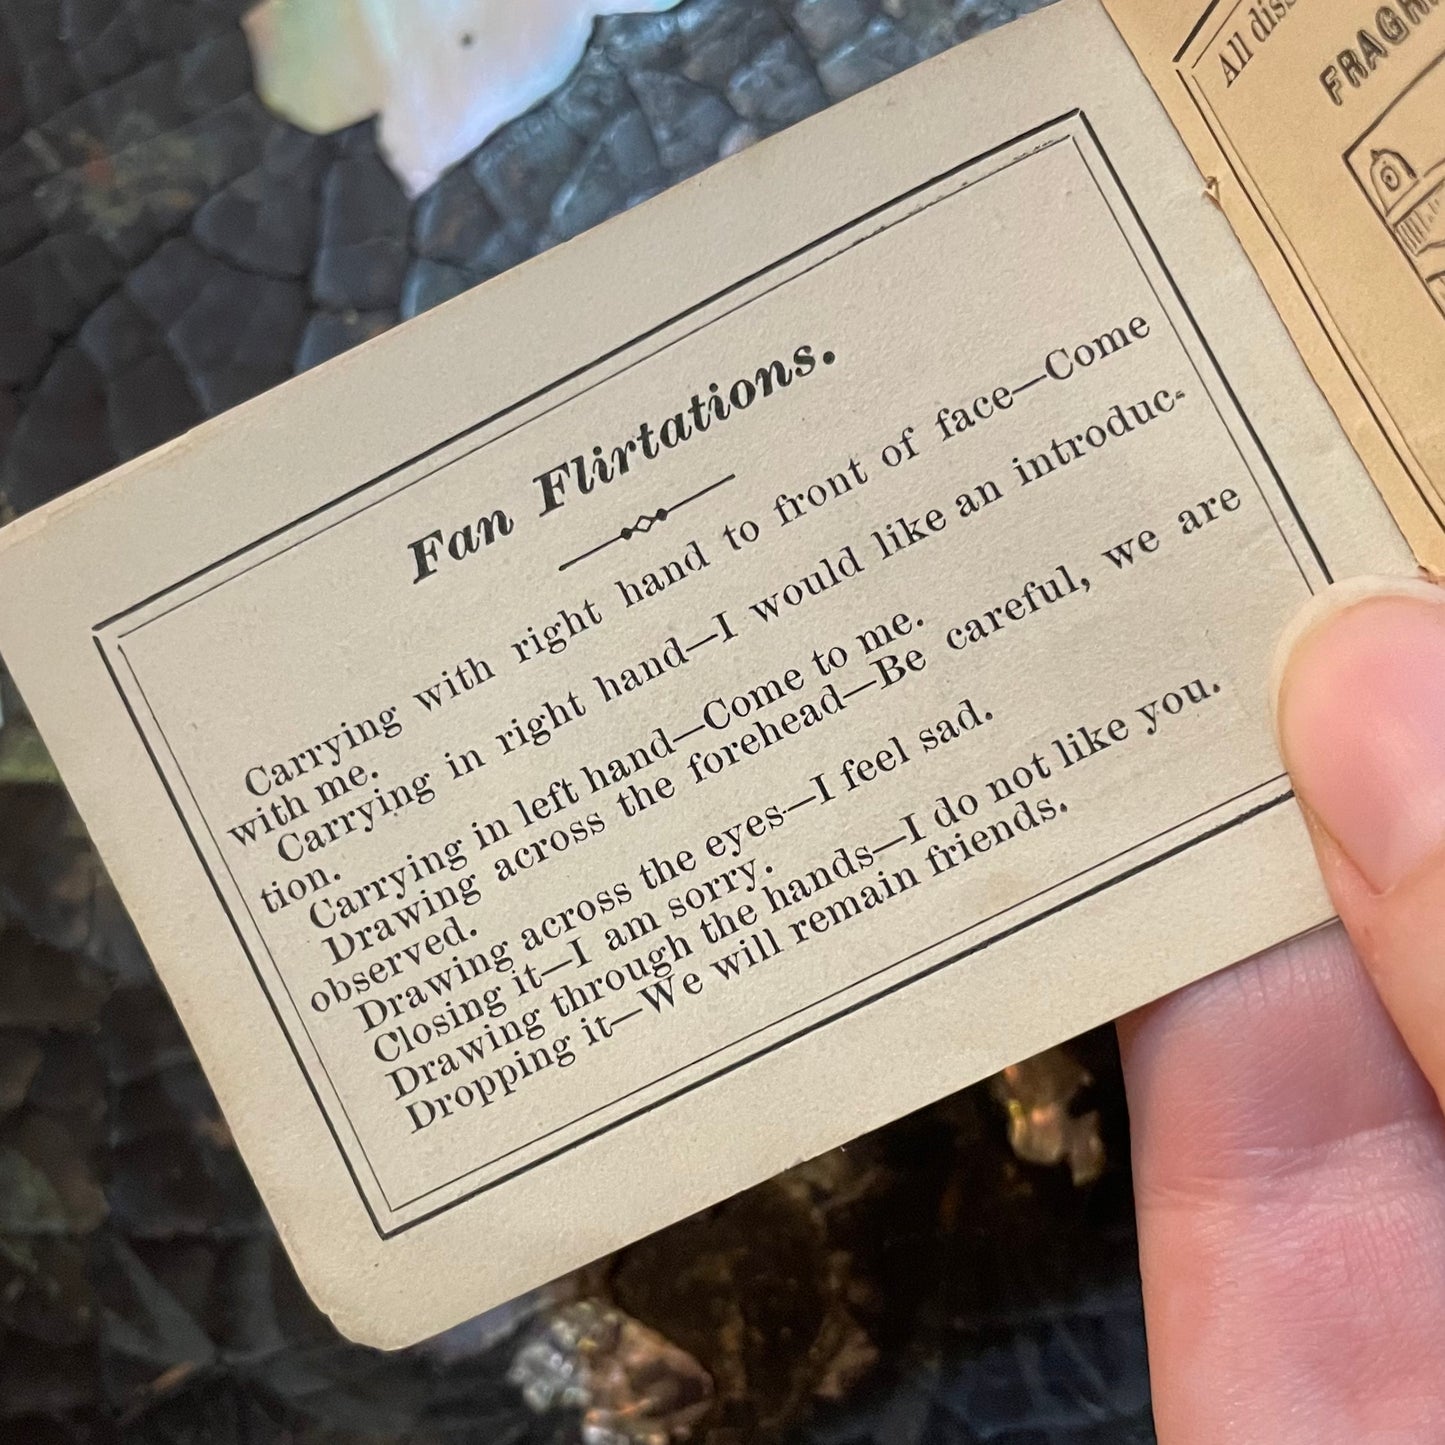 Fan Flirtations.
Carrying with right hand to front of face—Come
with me.
Carrying in right hand—I would like an introduc-
tion.
Carrying in left hand—Come to me.
Drawing across the forehead—Be careful, we are
observed.
Drawing across the eyes—I feel sad.
Closing it—I am sorry.
Drawing through the hands—I do not like you.
Dropping it—We will remain friends.
All